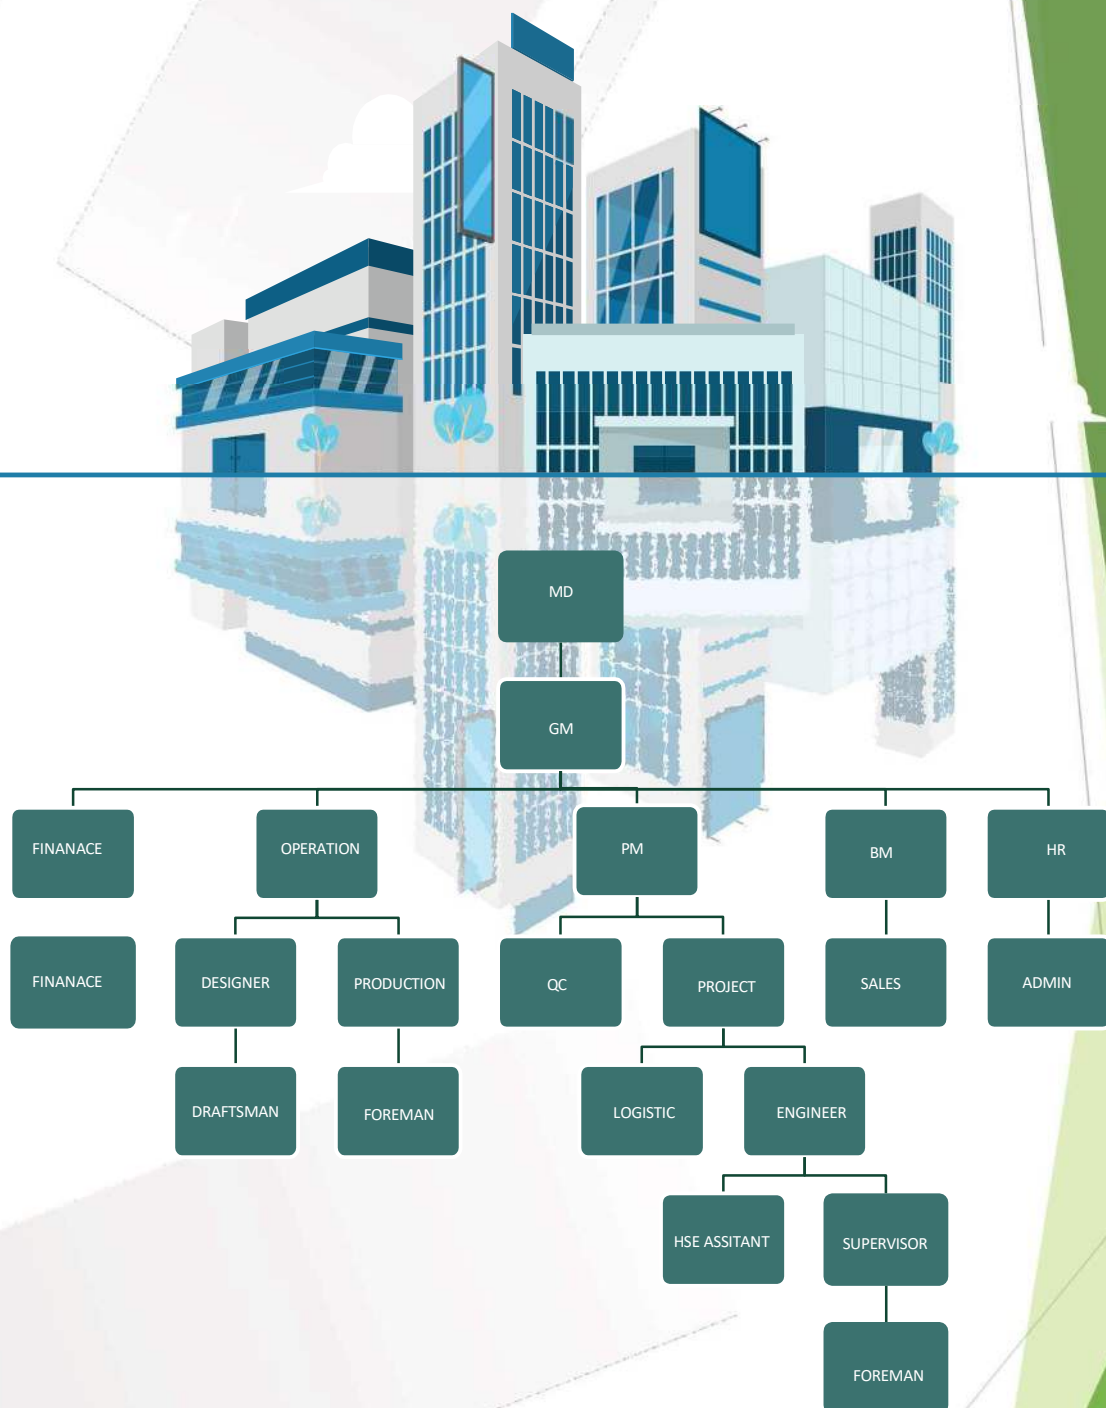 MD
GM
FINANACE
OPERATION
PM
BM
HR
FINANACE
DESIGNER
PRODUCTION
QC
PROJECT
SALES
ADMIN
DRAFTSMAN
FOREMAN
LOGISTIC
ENGINEER
HSE ASSITANT
SUPERVISOR
FOREMAN